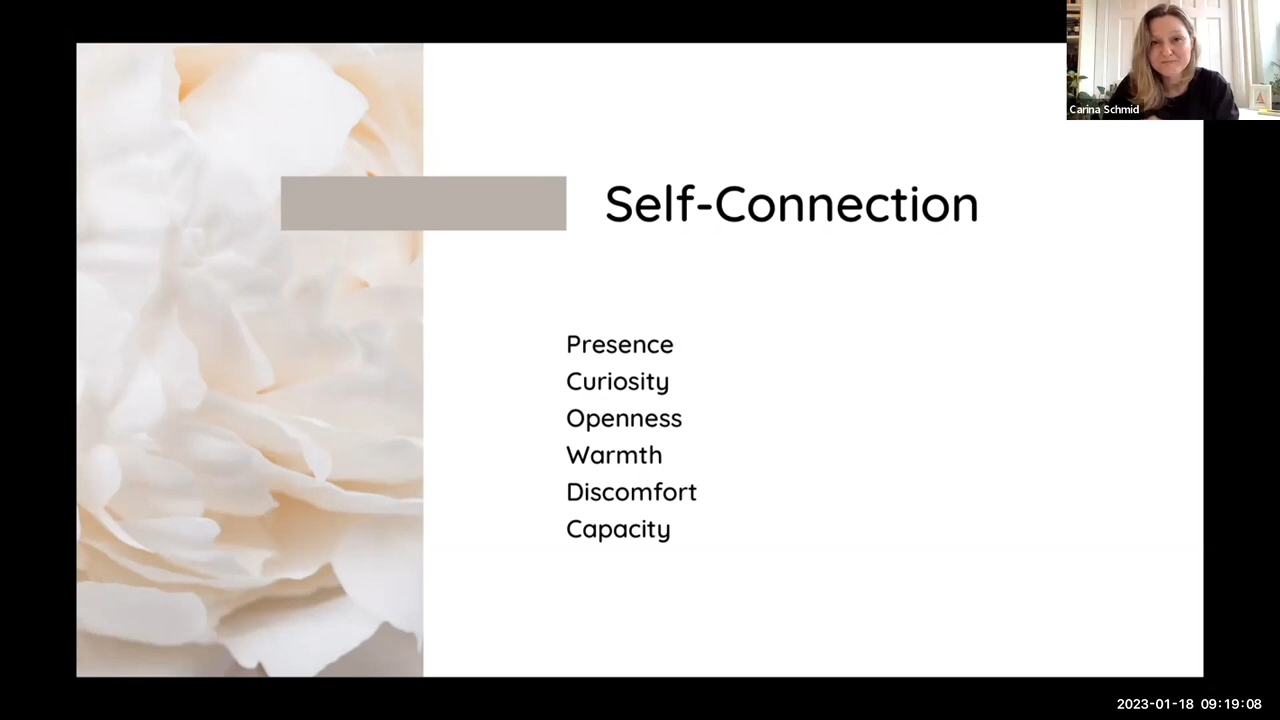 Carina Schmid
Self-Connection
Presence
Curiosity
Openness
Warmth
Discomfort
Capacity
2023-01-18 09:19:08